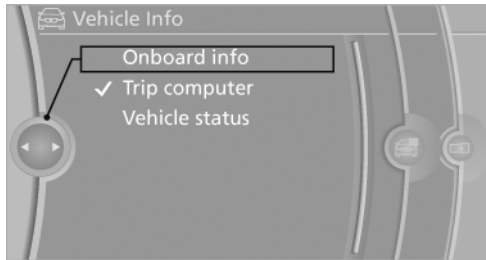 Vehicle Info
Onboard info
Trip computer
Vehicle status